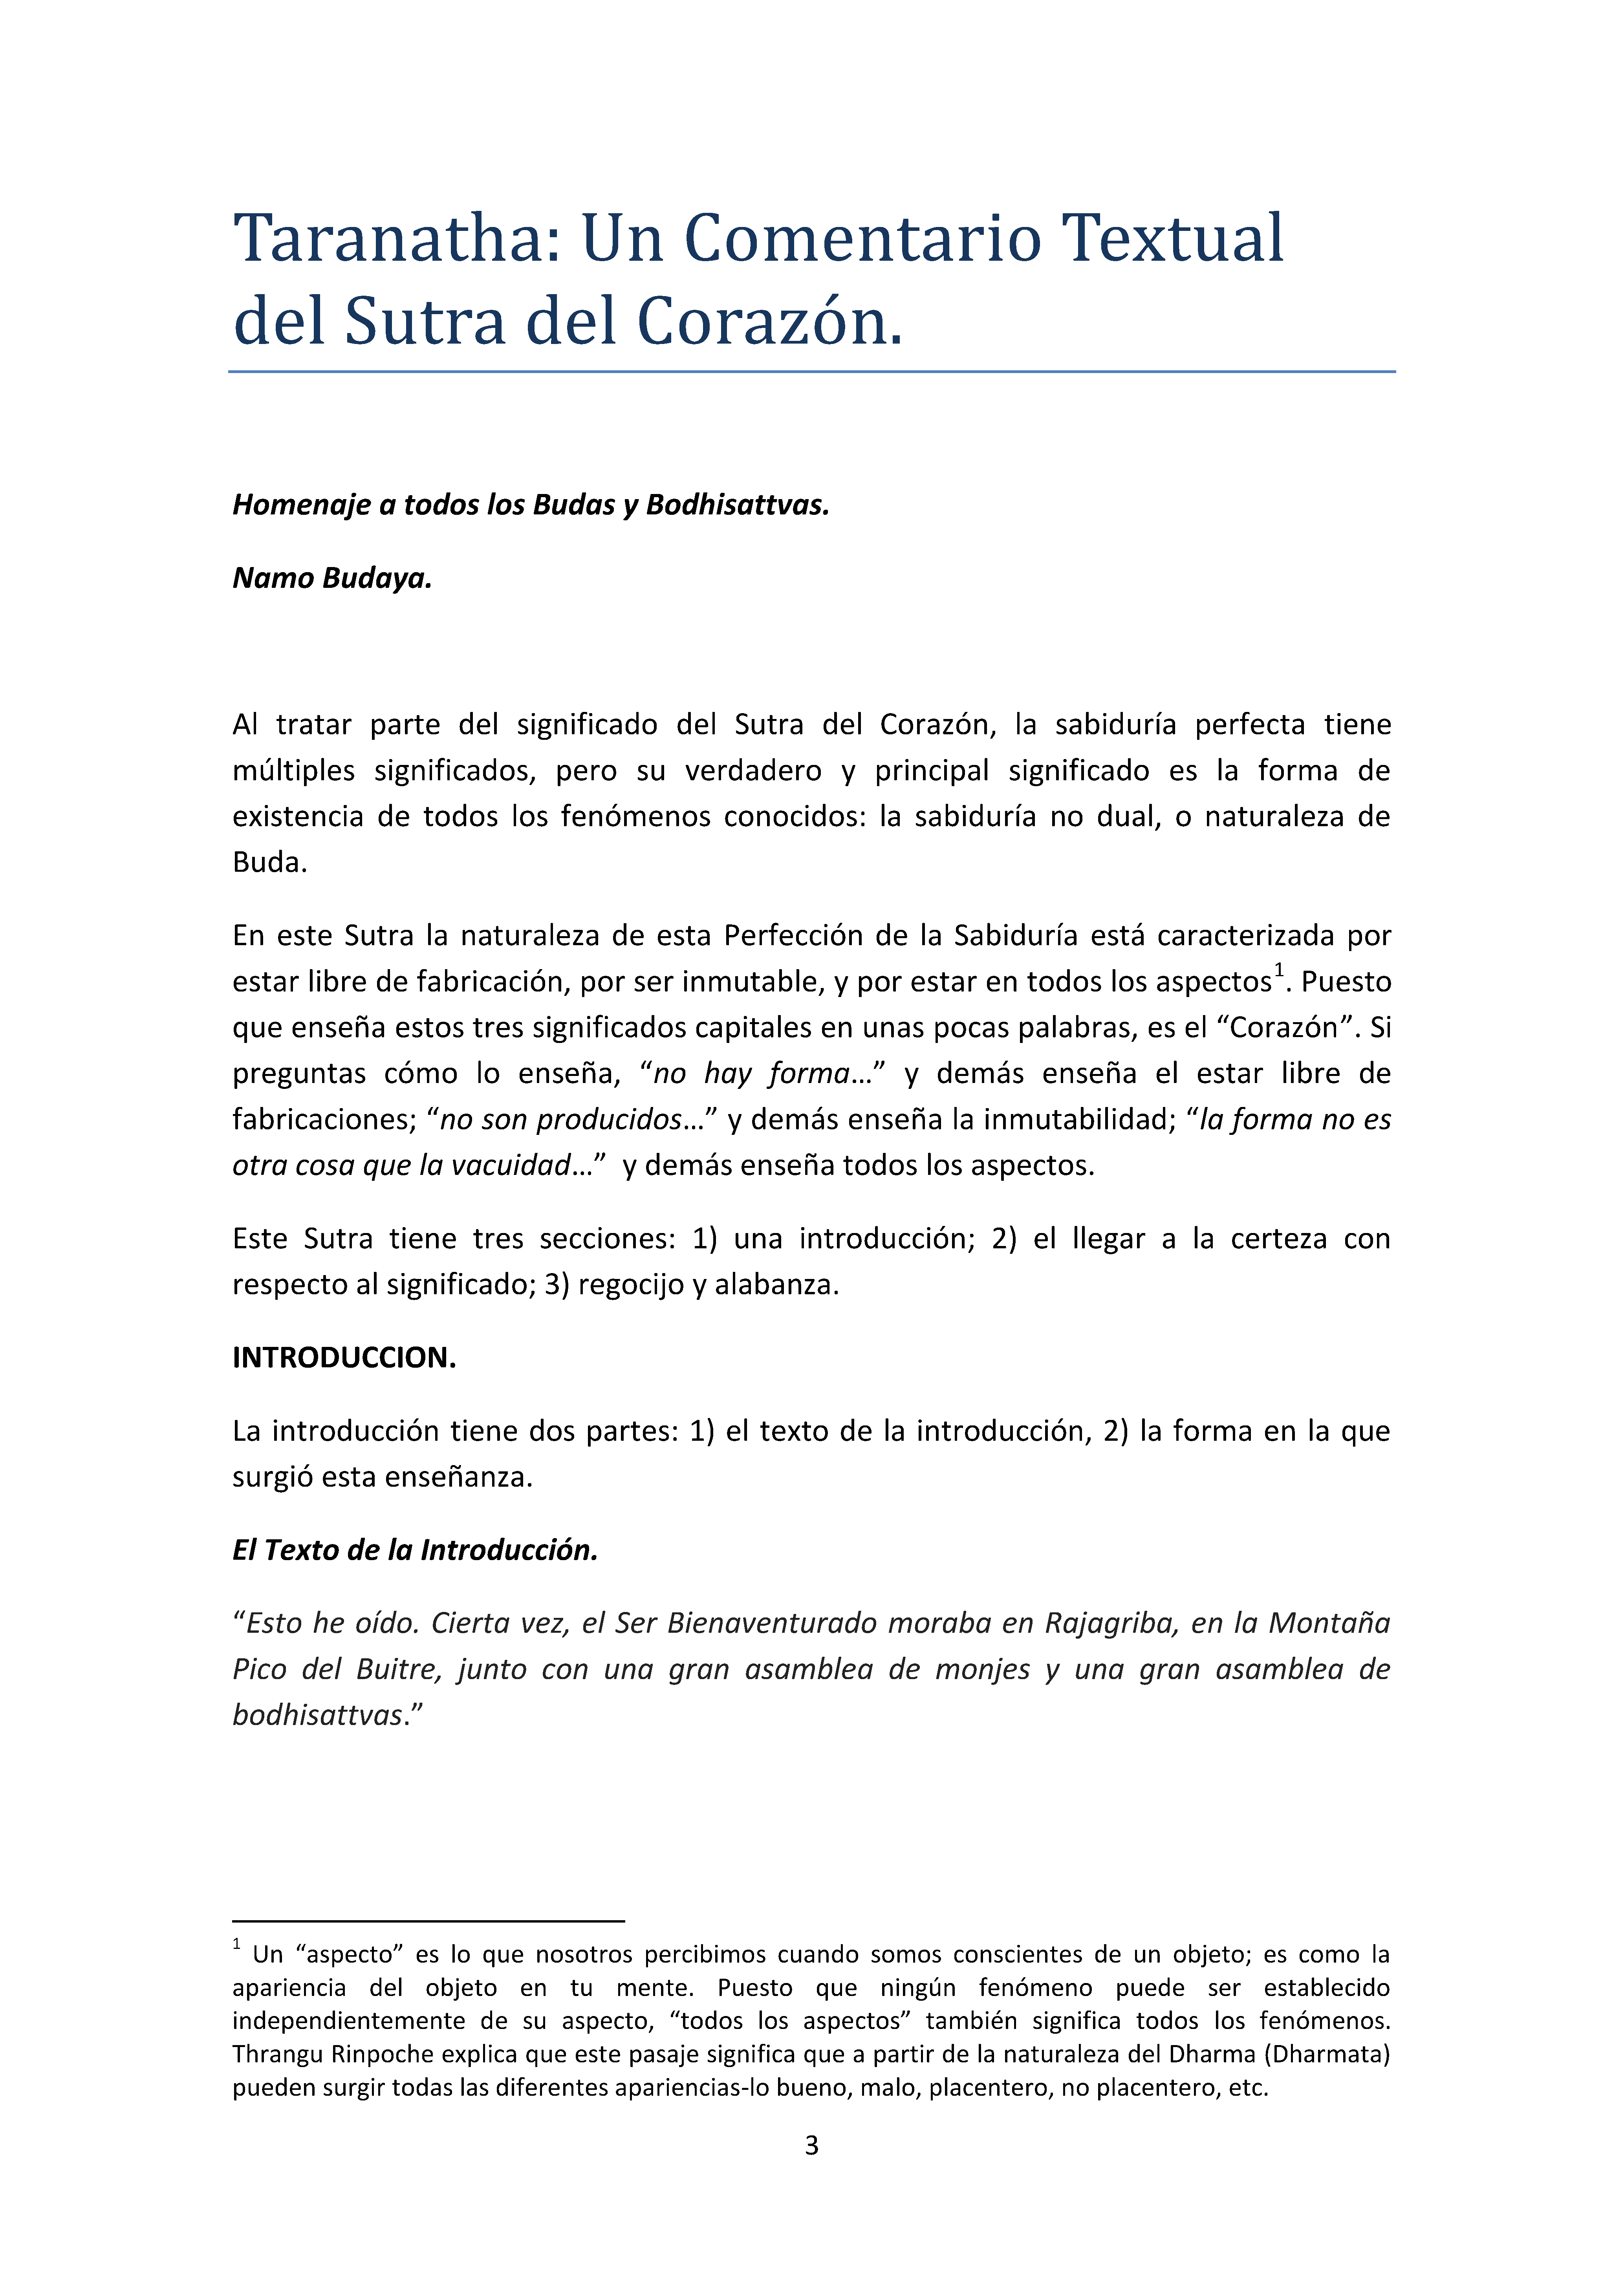 Taranatha: Un Comentario Textual
del Sutra del Corazón.
Homenaje a todos los Budas y Bodhisattvas.
Namo Budaya.
Al tratar parte del significado del Sutra del Corazón, la sabiduría perfecta tiene
múltiples significados, pero su verdadero y principal significado es la forma de
existencia de todos los fenómenos conocidos: la sabiduría no dual, o naturaleza de
Buda.
En este Sutra la naturaleza de esta Perfección de la Sabiduría está caracterizada por
estar libre de fabricación, por ser inmutable, y por estar en todos los aspectos1. Puesto
que enseña estos tres significados capitales en unas pocas palabras, es el “Corazón”. Si
preguntas cómo lo enseña, “no hay forma…” y demás enseña el estar libre de
fabricaciones; “no son producidos…” y demás enseña la inmutabilidad; “la forma no es
otra cosa que la vacuidad…” y demás enseña todos los aspectos.
Este Sutra tiene tres secciones: 1) una introducción; 2) el llegar a la certeza con
respecto al significado; 3) regocijo y alabanza.
INTRODUCCION.
La introducción tiene dos partes: 1) el texto de la introducción, 2) la forma en la que
surgió esta enseñanza.
El Texto de la Introducción.
“Esto he oído. Cierta vez, el Ser Bienaventurado moraba en Rajagriba, en la Montaña
Pico del Buitre, junto con una gran asamblea de monjes y una gran asamblea de
bodhisattvas.”
1 Un “aspecto” es lo que nosotros percibimos cuando somos conscientes de un objeto; es como la
apariencia del objeto en tu mente. Puesto que ningún fenómeno puede ser establecido
independientemente de su aspecto, “todos los aspectos” también significa todos los fenómenos.
Thrangu Rinpoche explica que este pasaje significa que a partir de la naturaleza del Dharma (Dharmata)
pueden surgir todas las diferentes apariencias-lo bueno, malo, placentero, no placentero, etc.
3